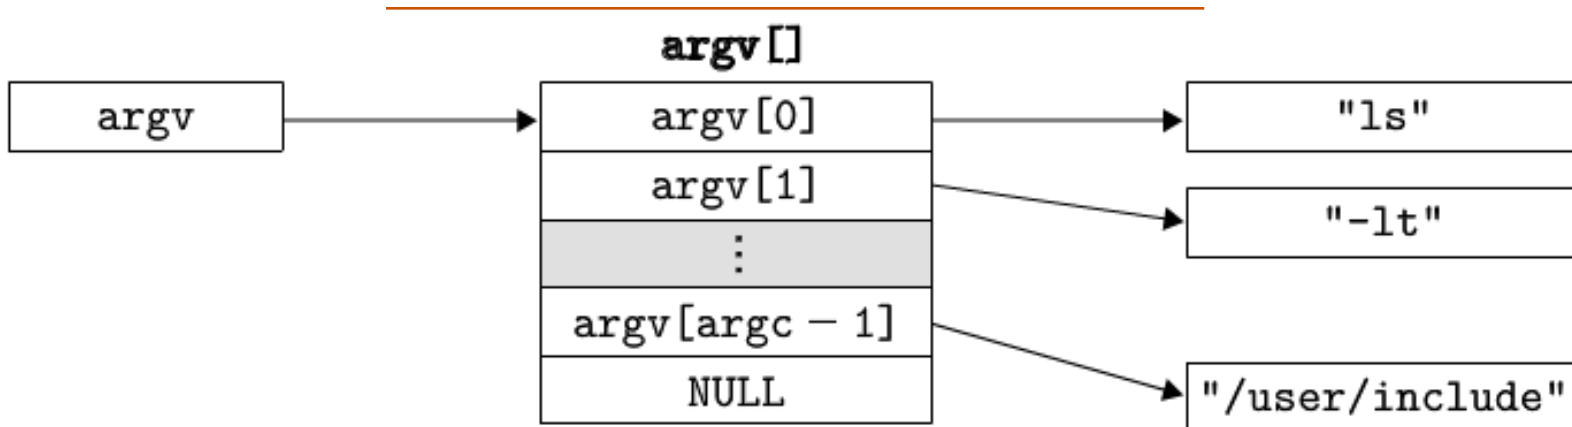 argv[]
argv
argv[0]
"ls"
argv[1]
"-lt"
⋮
argv[argc − 1]
NULL
"/user/include"